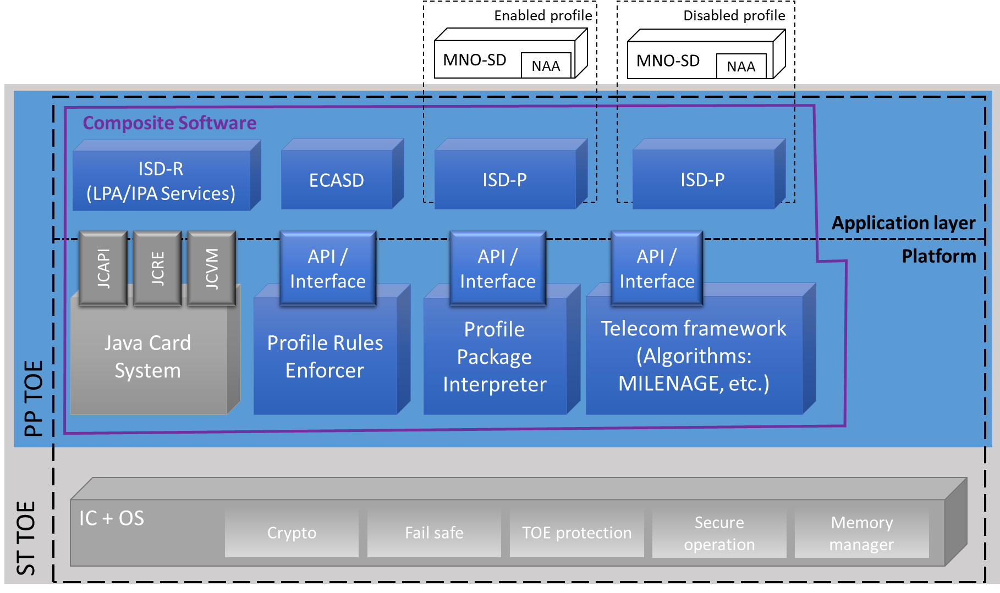 Enabled profile
Disabled profile
MNO-SD
NAA
MNO-SD
NAA
Composite Software
ISD-R
(LPA/IPA Services)
ECASD
ISD-P
ISD-P
Application layer
Platform
JCAPI
JCRE
JCVM
API /
Interface
API /
Interface
API /
Interface
Java Card
System
Profile Rules
Enforcer
Profile
Package
Interpreter
Telecom framework
(Algorithms:
MILENAGE, etc.)
PP TOE
ST TOE
IC + OS
Crypto
Fail safe
TOE protection
Secure
operation
Memory
manager